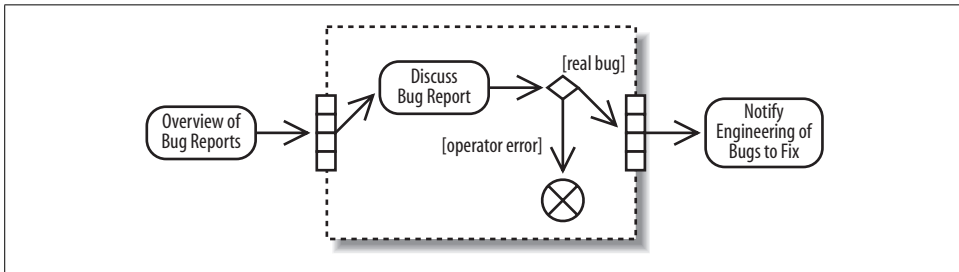 Overview of
Bug Reports
Discuss
Bug Report
[real bug]
[operator error]
Notify
Engineering of
Bugs to Fix